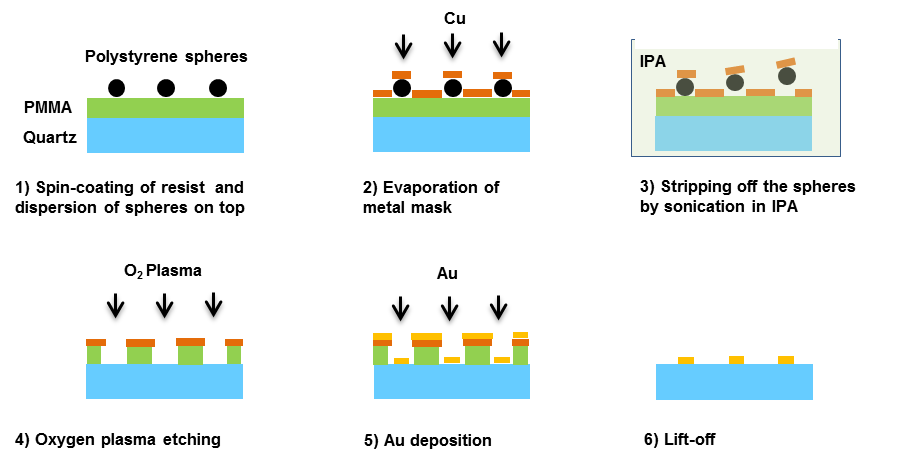 Polystyrene spheres
PMMA
Quartz
1) Spin-coating of resist and
dispersion of spheres on top
Cu
2) Evaporation of
metal mask
IPA
3) Stripping off the spheres
by sonication in IPA
O2 Plasma
4) Oxygen plasma etching
Au
5) Au deposition
6) Lift-off